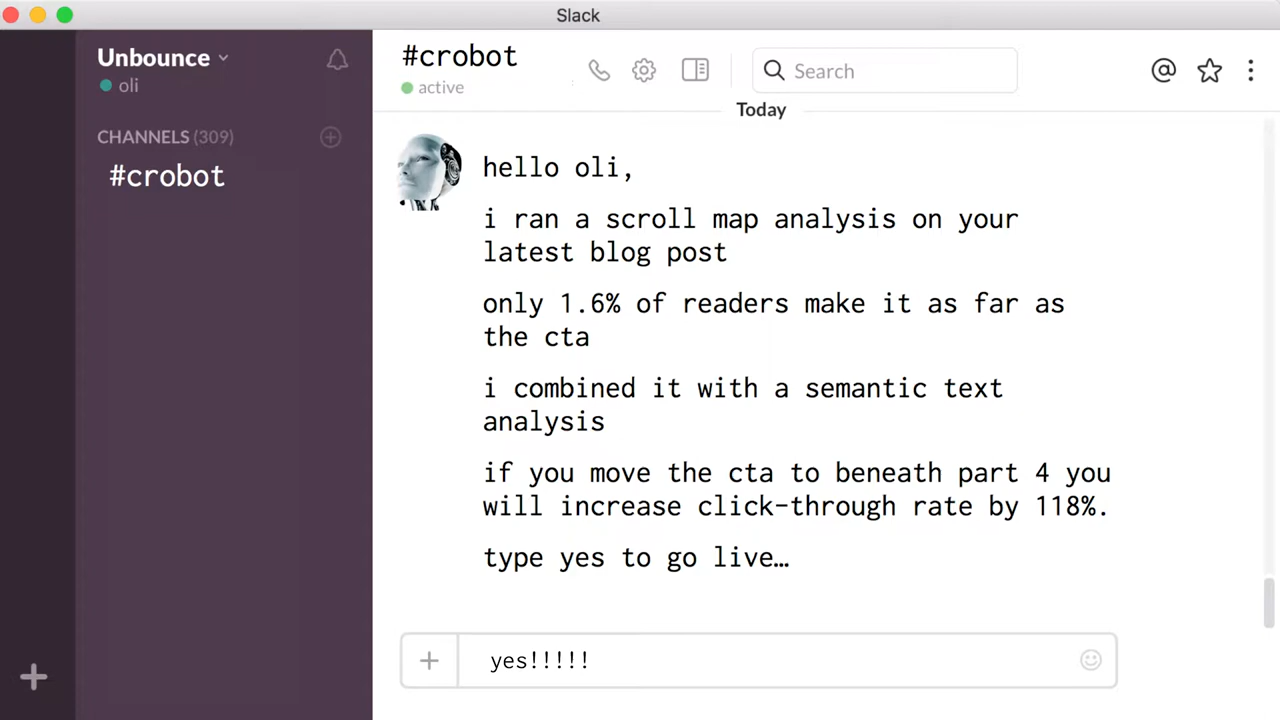 Slack
Unbounce
oli
CHANNELS (309)
#crobot
#crobot
active
Search
@
Today
hello oli,
i ran a scroll map analysis on your
latest blog post
only 1.6% of readers make it as far as
the cta
i combined it with a semantic text
analysis
if you move the cta to beneath part 4 you
will increase click-through rate by 118%.
type yes to go live…
yes!!!!!